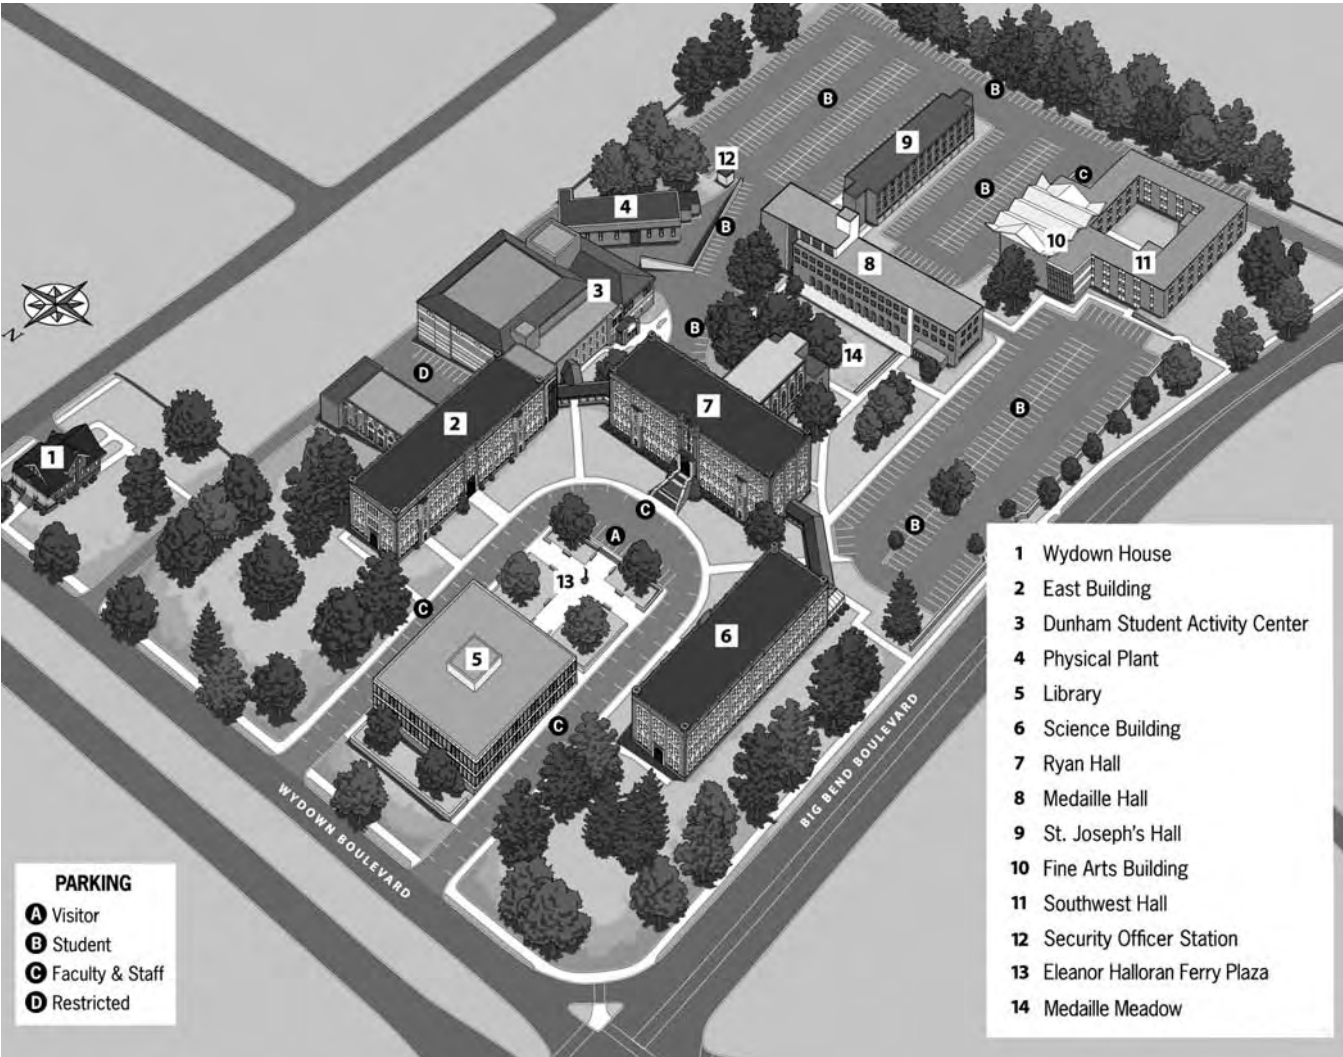 B
B
9
12
C
B
4
B
10
8
11
3
B
14
N
D
B
7
2
1
C
B
A
13
C
6
5
C
B
WYDOWN BOULEVARD
BIG BEND BOULEVARD
PARKING
A Visitor
B Student
C Faculty & Staff
D Restricted
1 Wydown House
2 East Building
3 Dunham Student Activity Center
4 Physical Plant
5 Library
6 Science Building
7 Ryan Hall
8 Medaille Hall
9 St. Joseph's Hall
10 Fine Arts Building
11 Southwest Hall
12 Security Officer Station
13 Eleanor Halloran Ferry Plaza
14 Medaille Meadow